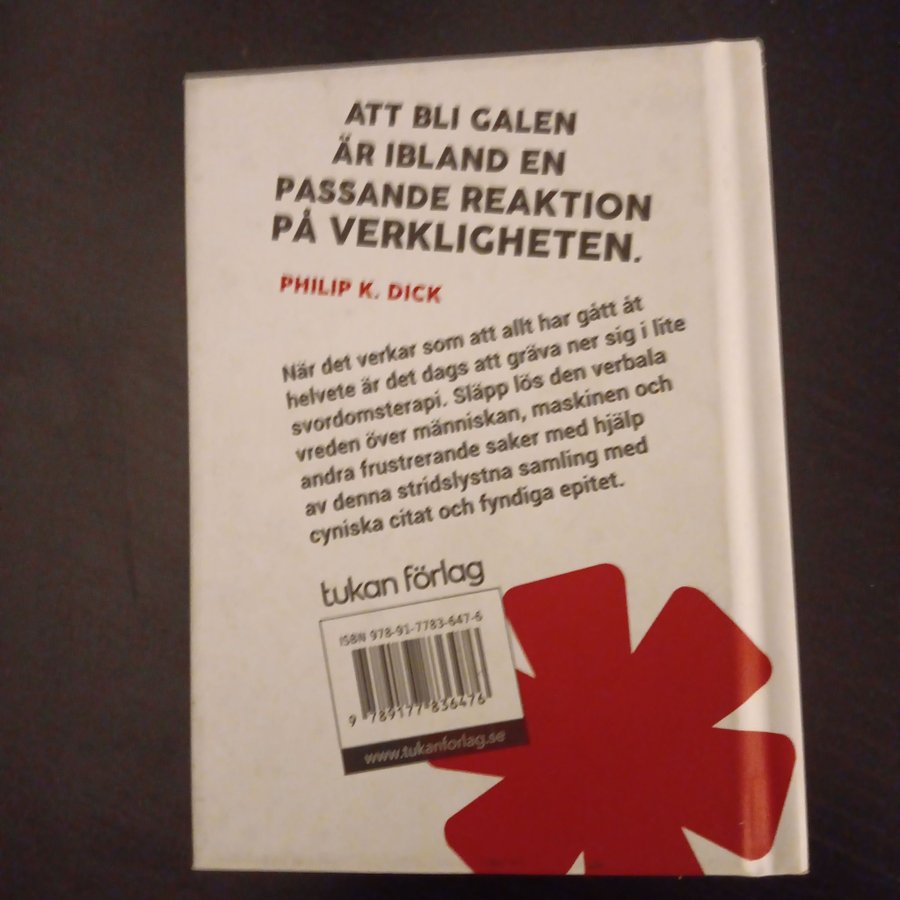 ATT BLI GALEN
ÄR IBLAND EN
PASSANDE REAKTION
PÅ VERKLIGHETEN.
PHILIP K. DICK
När det verkar som att allt har gått åt
helvete är det dags att gräva ner sig i lite
svordomsterapi. Släpp lös den verbala
vreden över människan, maskinen och
andra frustrerande saker med hjälp
av denna stridslystna samling med
cyniska citat och fyndiga epitet.
tukan förlag
ISBN 978-91-7783-647-6
9 789177 836476
www.tukanforlag.se